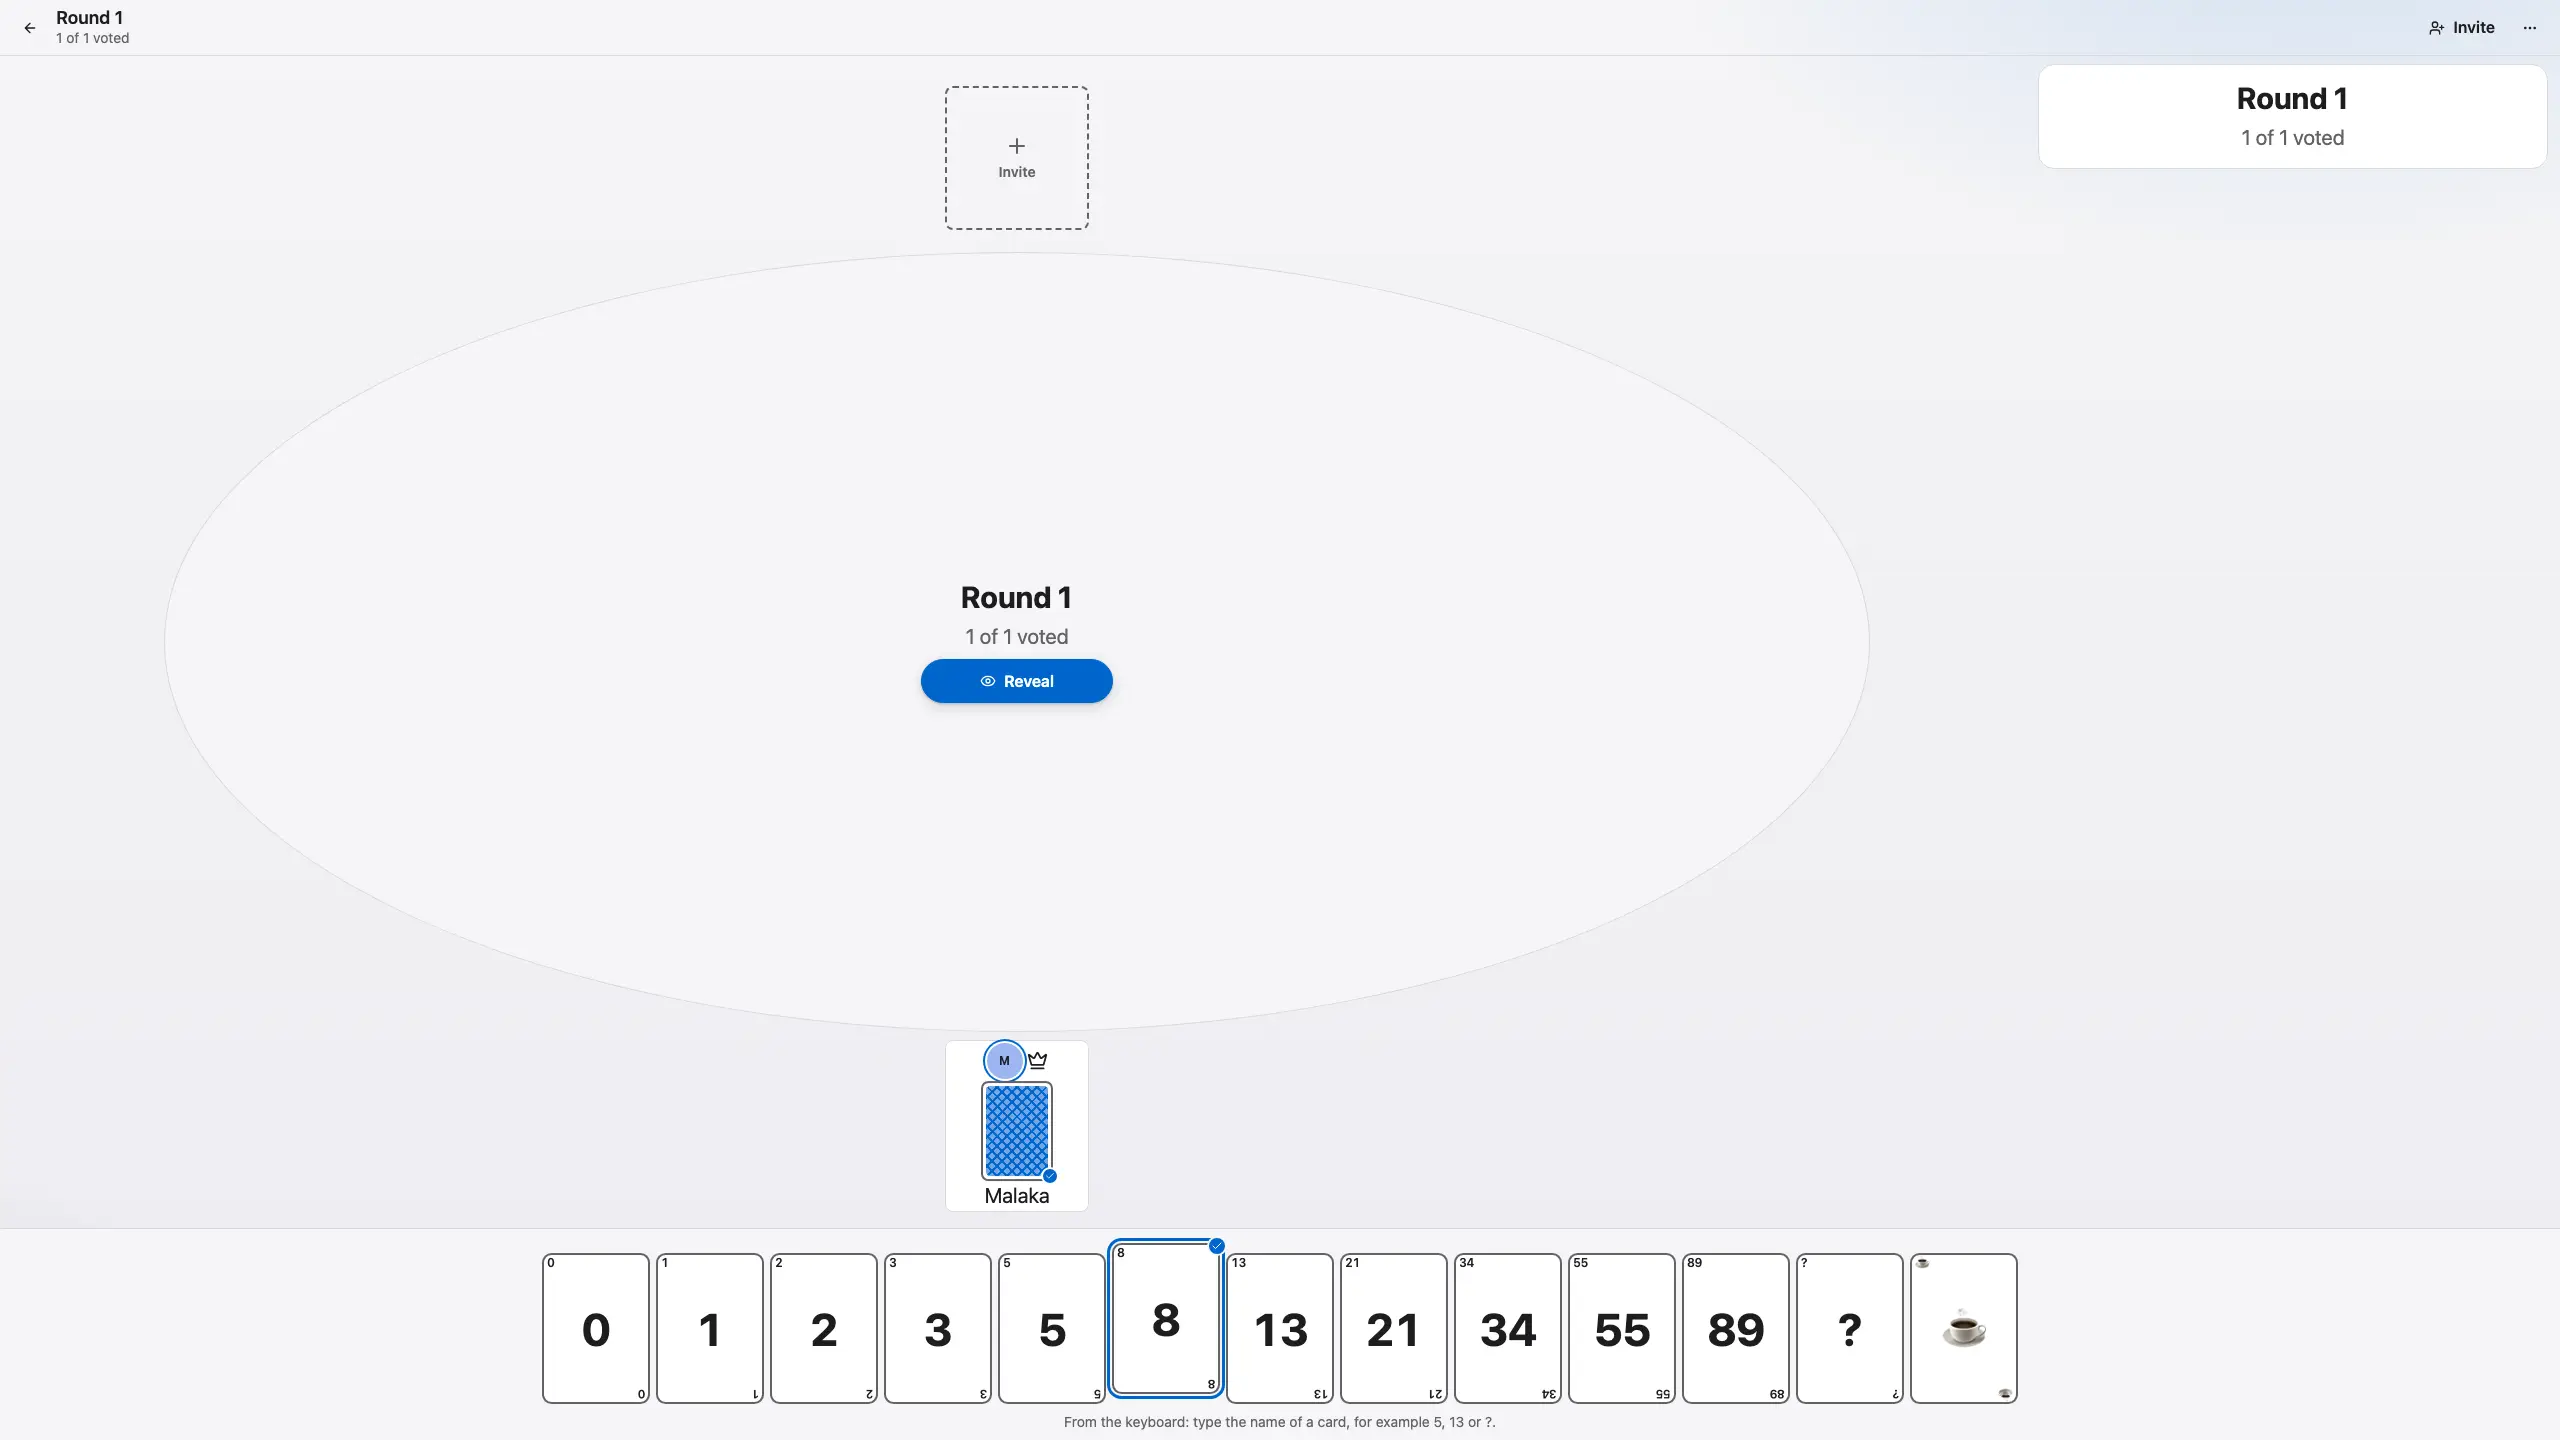 Round 1
1 of 1 voted
Invite
Round 1
1 of 1 voted
Invite
Round 1
1 of 1 voted
Reveal
M
Malaka
0 1 2 3 5 8 13 21 34 55 89 ?
0 1 2 3 5 8 13 21 34 55 89 ?
0 1 2 3 5 8 13 21 34 55 89 ?
From the keyboard: type the name of a card, for example 5, 13 or ?.